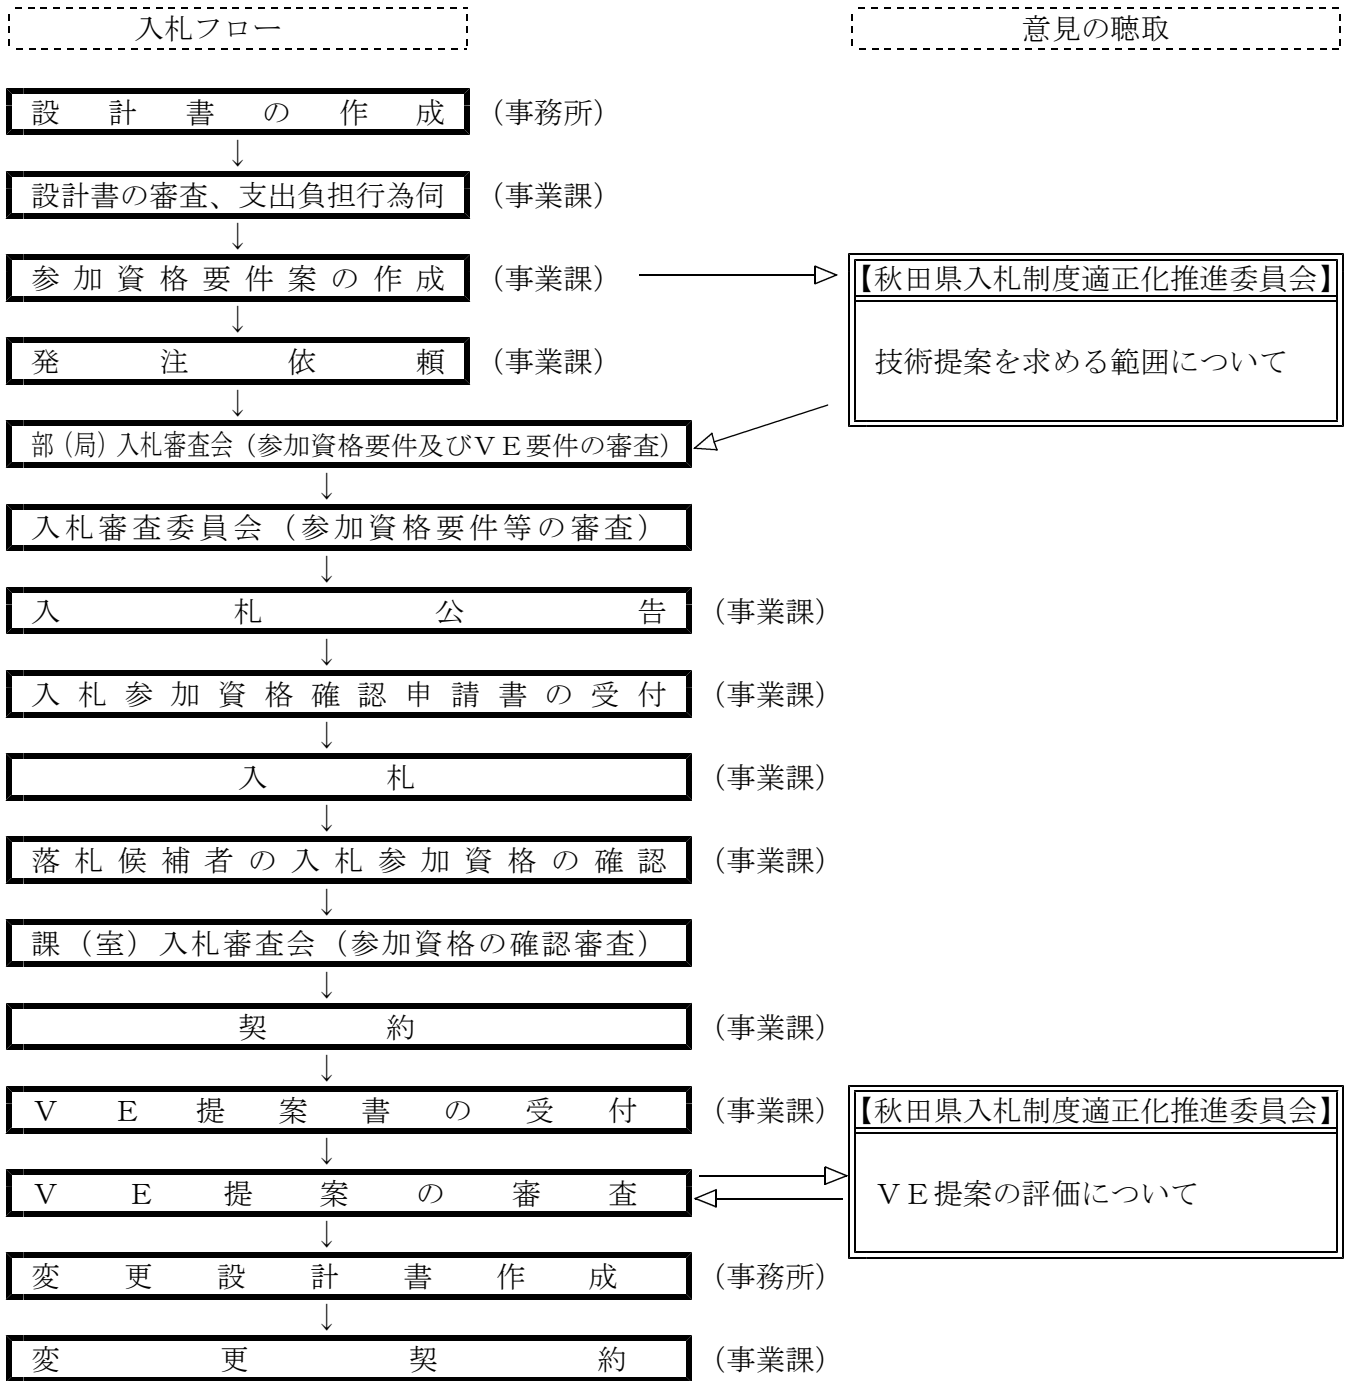 入札フロー
意見の聴取
設計書の作成 （事務所）
↓
設計書の審査、支出負担行為伺 （事業課）
↓
参加資格要件案の作成 （事業課）
【秋田県入札制度適正化推進委員会】
↓
発注依頼 （事業課）
技術提案を求める範囲について
↓
部（局）入札審査会（参加資格要件及びＶＥ要件の審査）
↓
入札審査委員会（参加資格要件等の審査）
↓
入札公告 （事業課）
↓
入札参加資格確認申請書の受付 （事業課）
↓
入札 （事業課）
↓
落札候補者の入札参加資格の確認 （事業課）
↓
課（室）入札審査会（参加資格の確認審査）
↓
契約 （事業課）
↓
ＶＥ提案書の受付 （事業課）
【秋田県入札制度適正化推進委員会】
↓
ＶＥ提案の審査
ＶＥ提案の評価について
↓
変更設計書作成 （事務所）
↓
変更契約 （事業課）